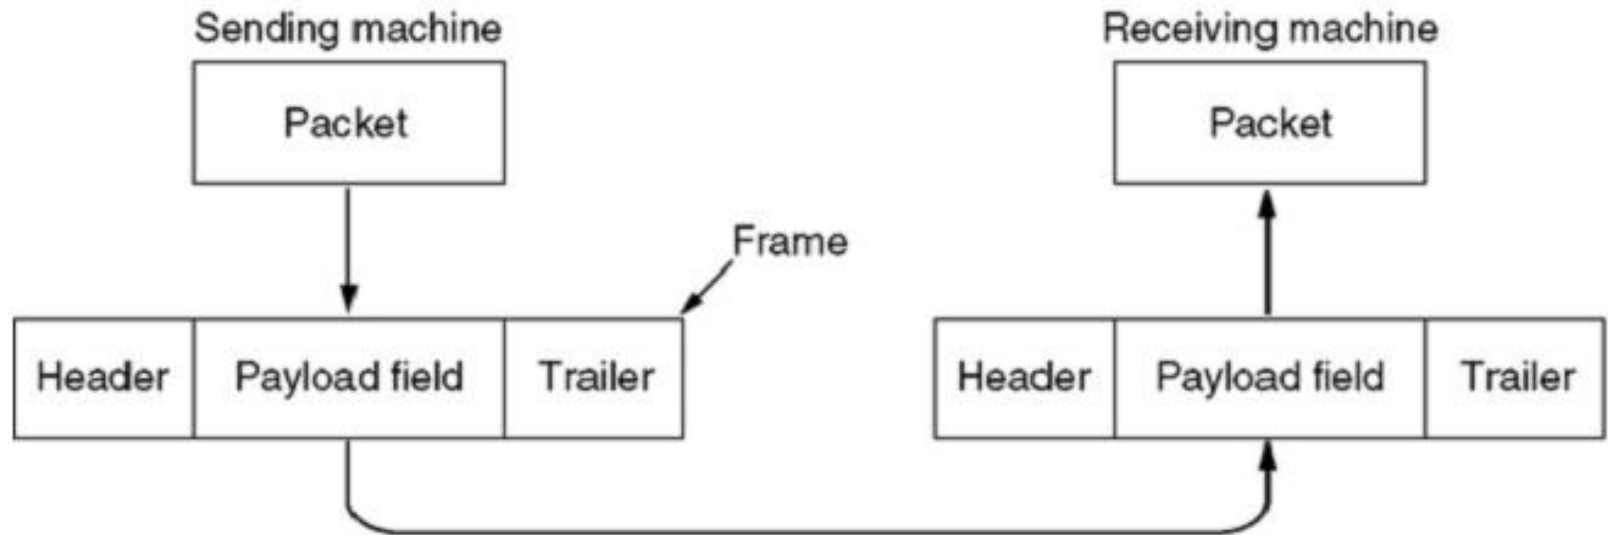 Sending machine
Receiving machine
Packet
Packet
Frame
Header
Payload field
Trailer
Header
Payload field
Trailer